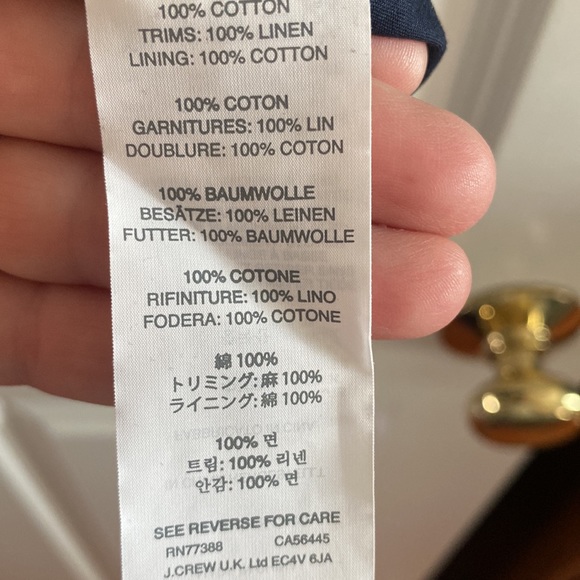 100% COTTON
TRIMS: 100% LINEN
LINING: 100% COTTON
100% COTON
GARNITURES: 100% LIN
DOUBLURE: 100% COTON
100% BAUMWOLLE
BESÄTZE: 100% LEINEN
FUTTER: 100% BAUMWOLLE
100% COTONE
RIFINITURE: 100% LINO
FODERA: 100% COTONE
綿 100%
トリミング: 麻 100%
ライニング: 綿 100%
100% 면
트림: 100% 리넨
안감: 100% 면
SEE REVERSE FOR CARE
RN77388 CA56445
J.CREW U.K. Ltd EC4V 6JA